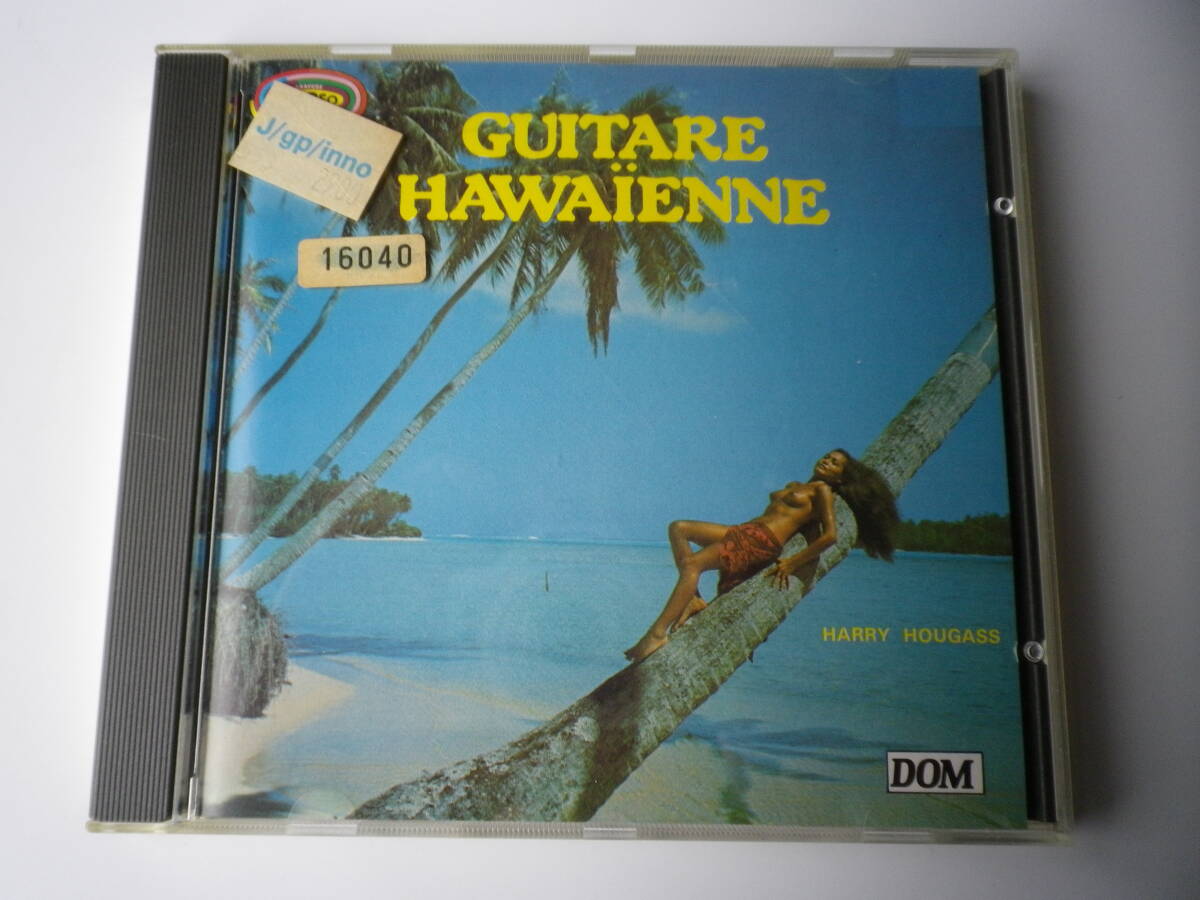 GUITARE
HAWAÏENNE
J/gp/inno
16040
HARRY HOUGASS
DOM